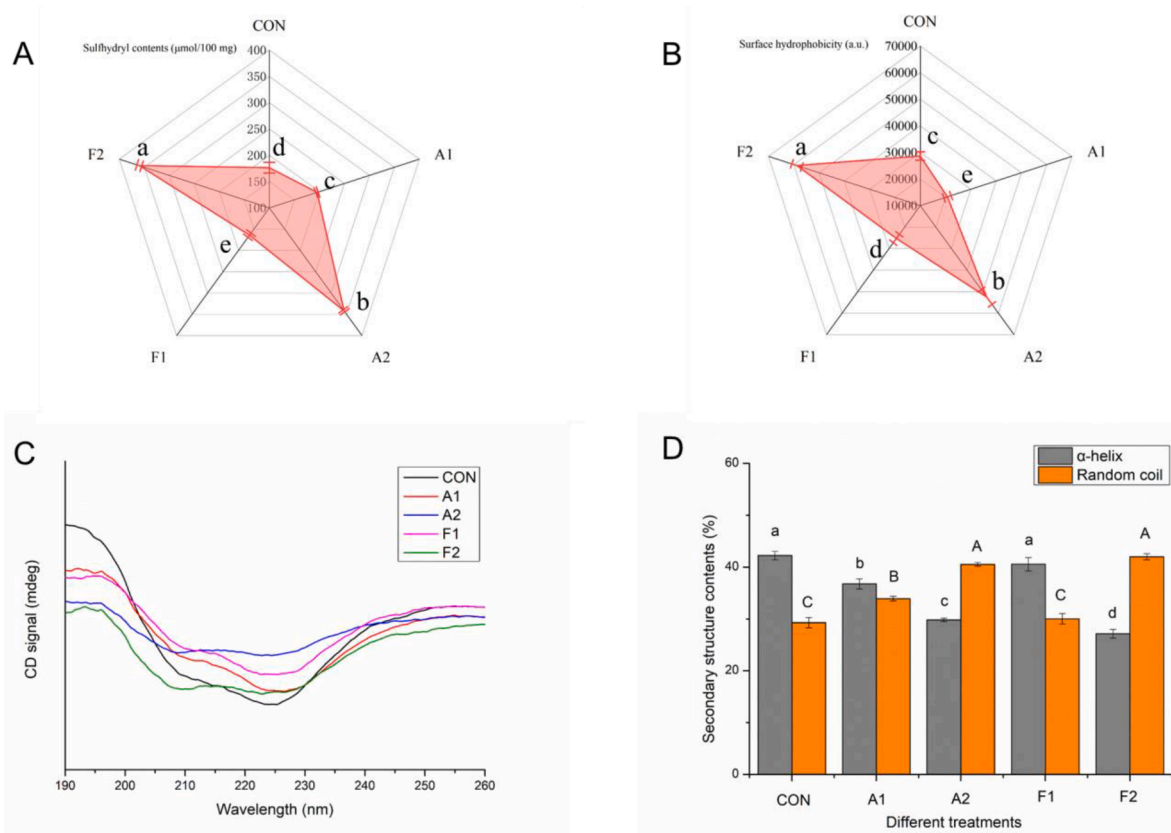 A
Sulfhydryl contents (μmol/100 mg)
CON
400
350
300
250
200
150
100
A1
A2
F1
F2
a
d
c
e
b
B
Surface hydrophobicity (a.u.)
CON
70000
60000
50000
40000
30000
20000
10000
A1
A2
F1
F2
a
c
e
d
b
C
CD signal (mdeg)
CON
A1
A2
F1
F2
190 200 210 220 230 240 250 260
Wavelength (nm)
D
Secondary structure contents (%)
α-helix
Random coil
60
40
20
0
a
C
b
B
c
A
a
C
d
A
CON A1 A2 F1 F2
Different treatments